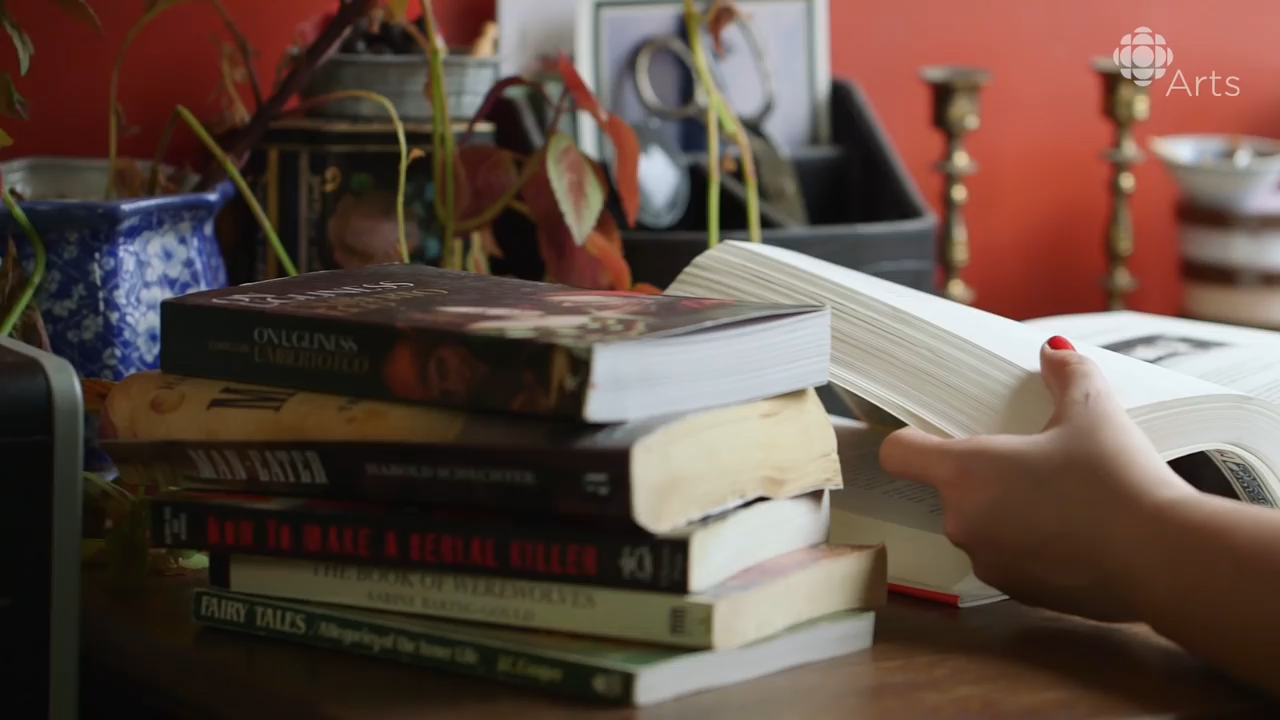 Arts
ON UGLINESS
UMBERTO ECO
MAN-EATER
HAROLD SCHECHTER
HOW TO MAKE A SERIAL KILLER
THE BOOK OF WEREWOLVES
SABINE BARING-GOULD
FAIRY TALES / Allegories of the Inner Life
J.C. Cooper